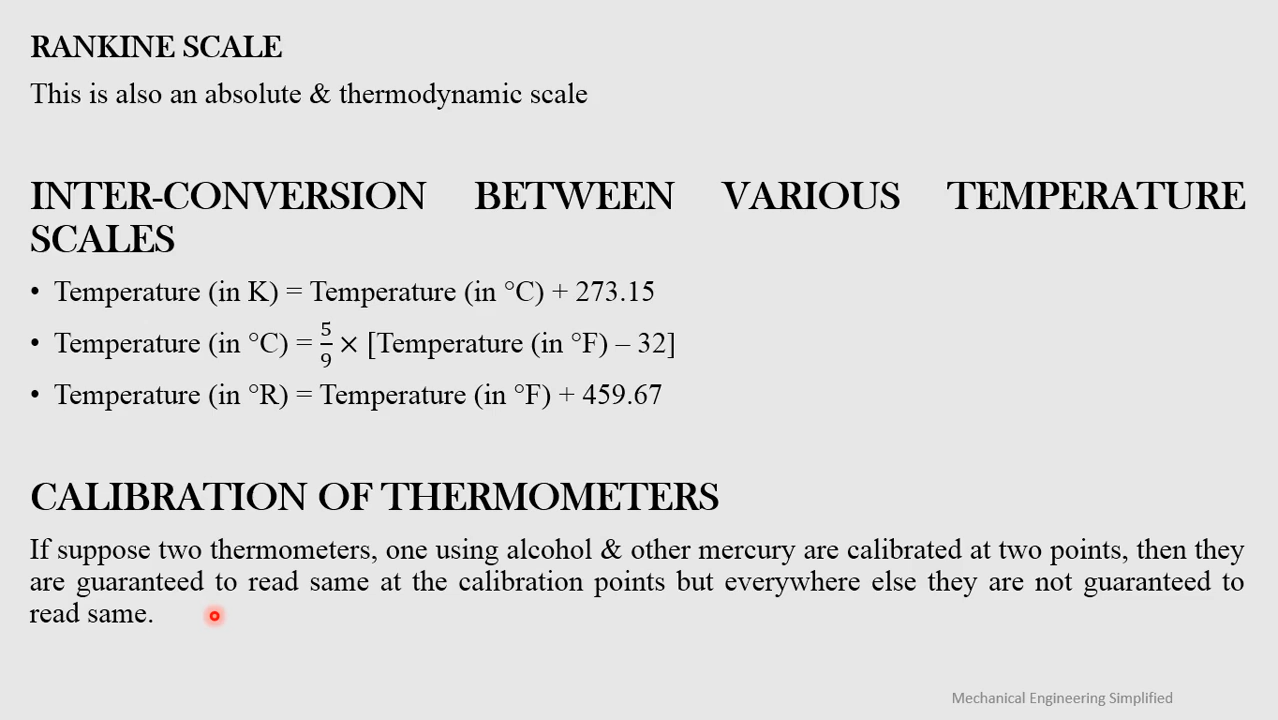 RANKINE SCALE
This is also an absolute & thermodynamic scale
INTER-CONVERSION BETWEEN VARIOUS TEMPERATURE
SCALES
• Temperature (in K) = Temperature (in °C) + 273.15
• Temperature (in °C) = 5/9 × [Temperature (in °F) – 32]
• Temperature (in °R) = Temperature (in °F) + 459.67
CALIBRATION OF THERMOMETERS
If suppose two thermometers, one using alcohol & other mercury are calibrated at two points, then they
are guaranteed to read same at the calibration points but everywhere else they are not guaranteed to
read same.
Mechanical Engineering Simplified